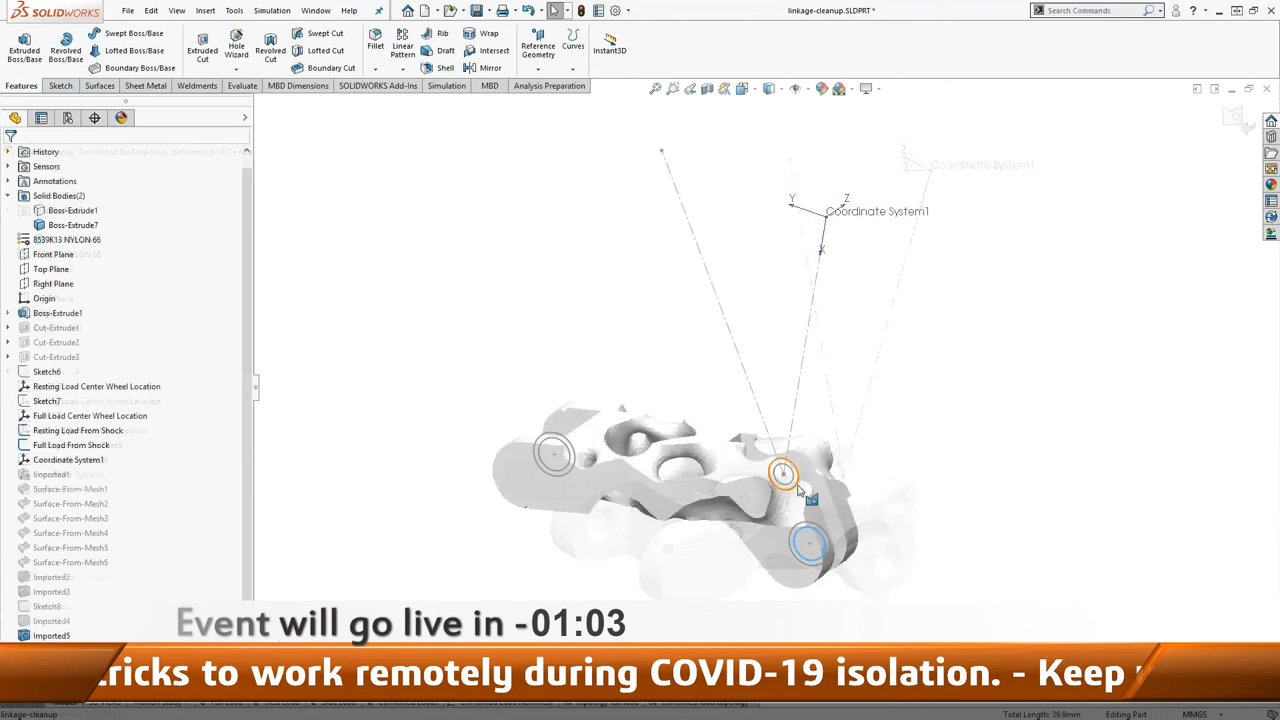 SOLIDWORKS File Edit View Insert Tools Simulation Window Help linkage-cleanup.SLDPRT * Search Commands
Extruded Boss/Base Revolved Boss/Base Swept Boss/Base Lofted Boss/Base Boundary Boss/Base Extruded Cut Hole Wizard Revolved Cut Swept Cut Lofted Cut Boundary Cut Fillet Linear Pattern Rib Draft Shell Wrap Intersect Mirror Reference Geometry Curves Instant3D
Features Sketch Surfaces Sheet Metal Weldments Evaluate MBD Dimensions SOLIDWORKS Add-Ins Simulation MBD Analysis Preparation
History
Sensors
Annotations
Solid Bodies(2)
Boss-Extrude1
Boss-Extrude7
8539K13 NYLON 66
Front Plane
Top Plane
Right Plane
Origin
Boss-Extrude1
Cut-Extrude1
Cut-Extrude2
Cut-Extrude3
Sketch6
Resting Load Center Wheel Location
Sketch7
Full Load Center Wheel Location
Resting Load From Shock
Full Load From Shock
Coordinate System1
Imported1
Surface-From-Mesh1
Surface-From-Mesh2
Surface-From-Mesh3
Surface-From-Mesh4
Surface-From-Mesh5
Surface-From-Mesh6
Imported2
Imported3
Sketch8
Imported4
Imported5
Z
Y
Coordinate System1
Y Z
Coordinate System1
X
Event will go live in -01:03
tricks to work remotely during COVID-19 isolation. - Keep
linkage-cleanup Total Length: 39.9mm Editing Part MMGS